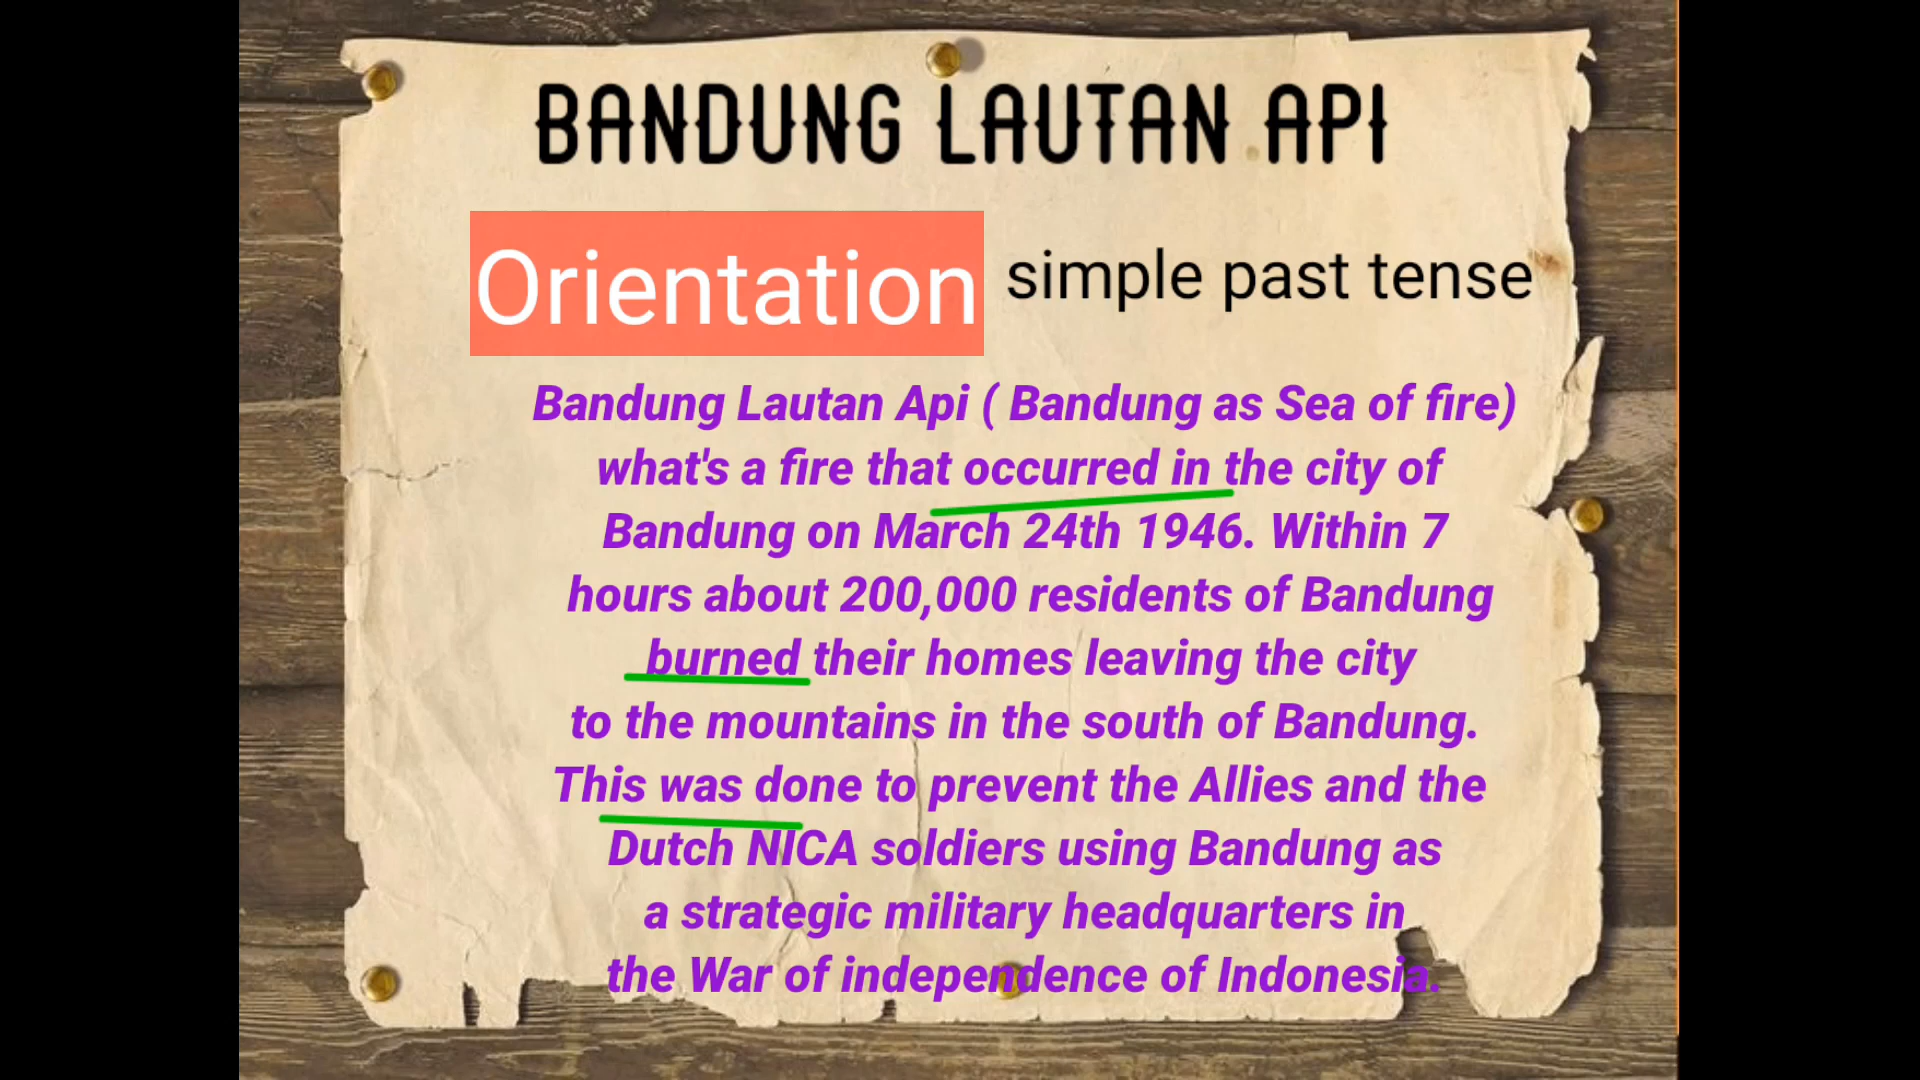 BANDUNG LAUTAN API
Orientation
simple past tense
Bandung Lautan Api ( Bandung as Sea of fire)
what's a fire that occurred in the city of
Bandung on March 24th 1946. Within 7
hours about 200,000 residents of Bandung
burned their homes leaving the city
to the mountains in the south of Bandung.
This was done to prevent the Allies and the
Dutch NICA soldiers using Bandung as
a strategic military headquarters in
the War of independence of Indonesia.